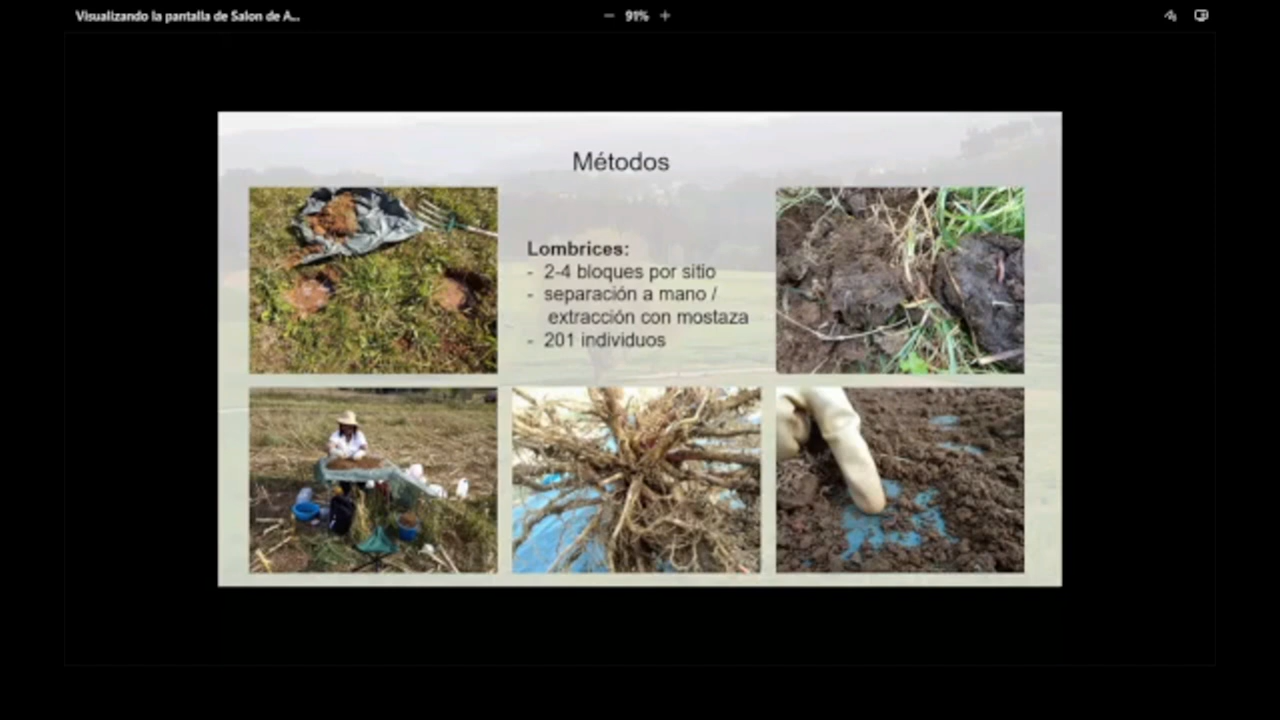 Visualizando la pantalla de Salon de A...
91%
Métodos
Lombrices:
- 2-4 bloques por sitio
- separación a mano /
extracción con mostaza
- 201 individuos